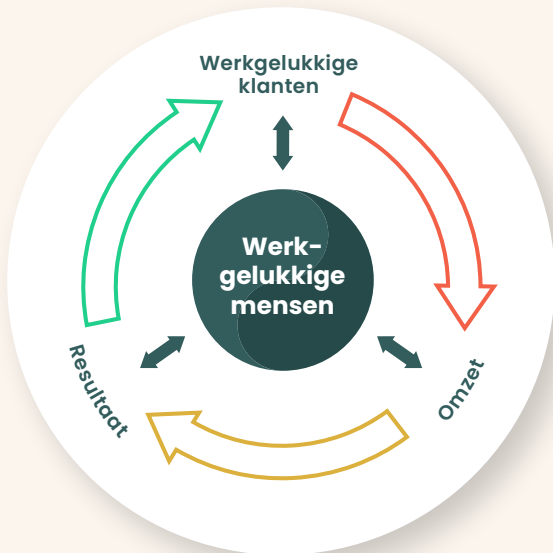 Werkgelukkige
klanten
Werk-
gelukkige
mensen
Resultaat
Omzet